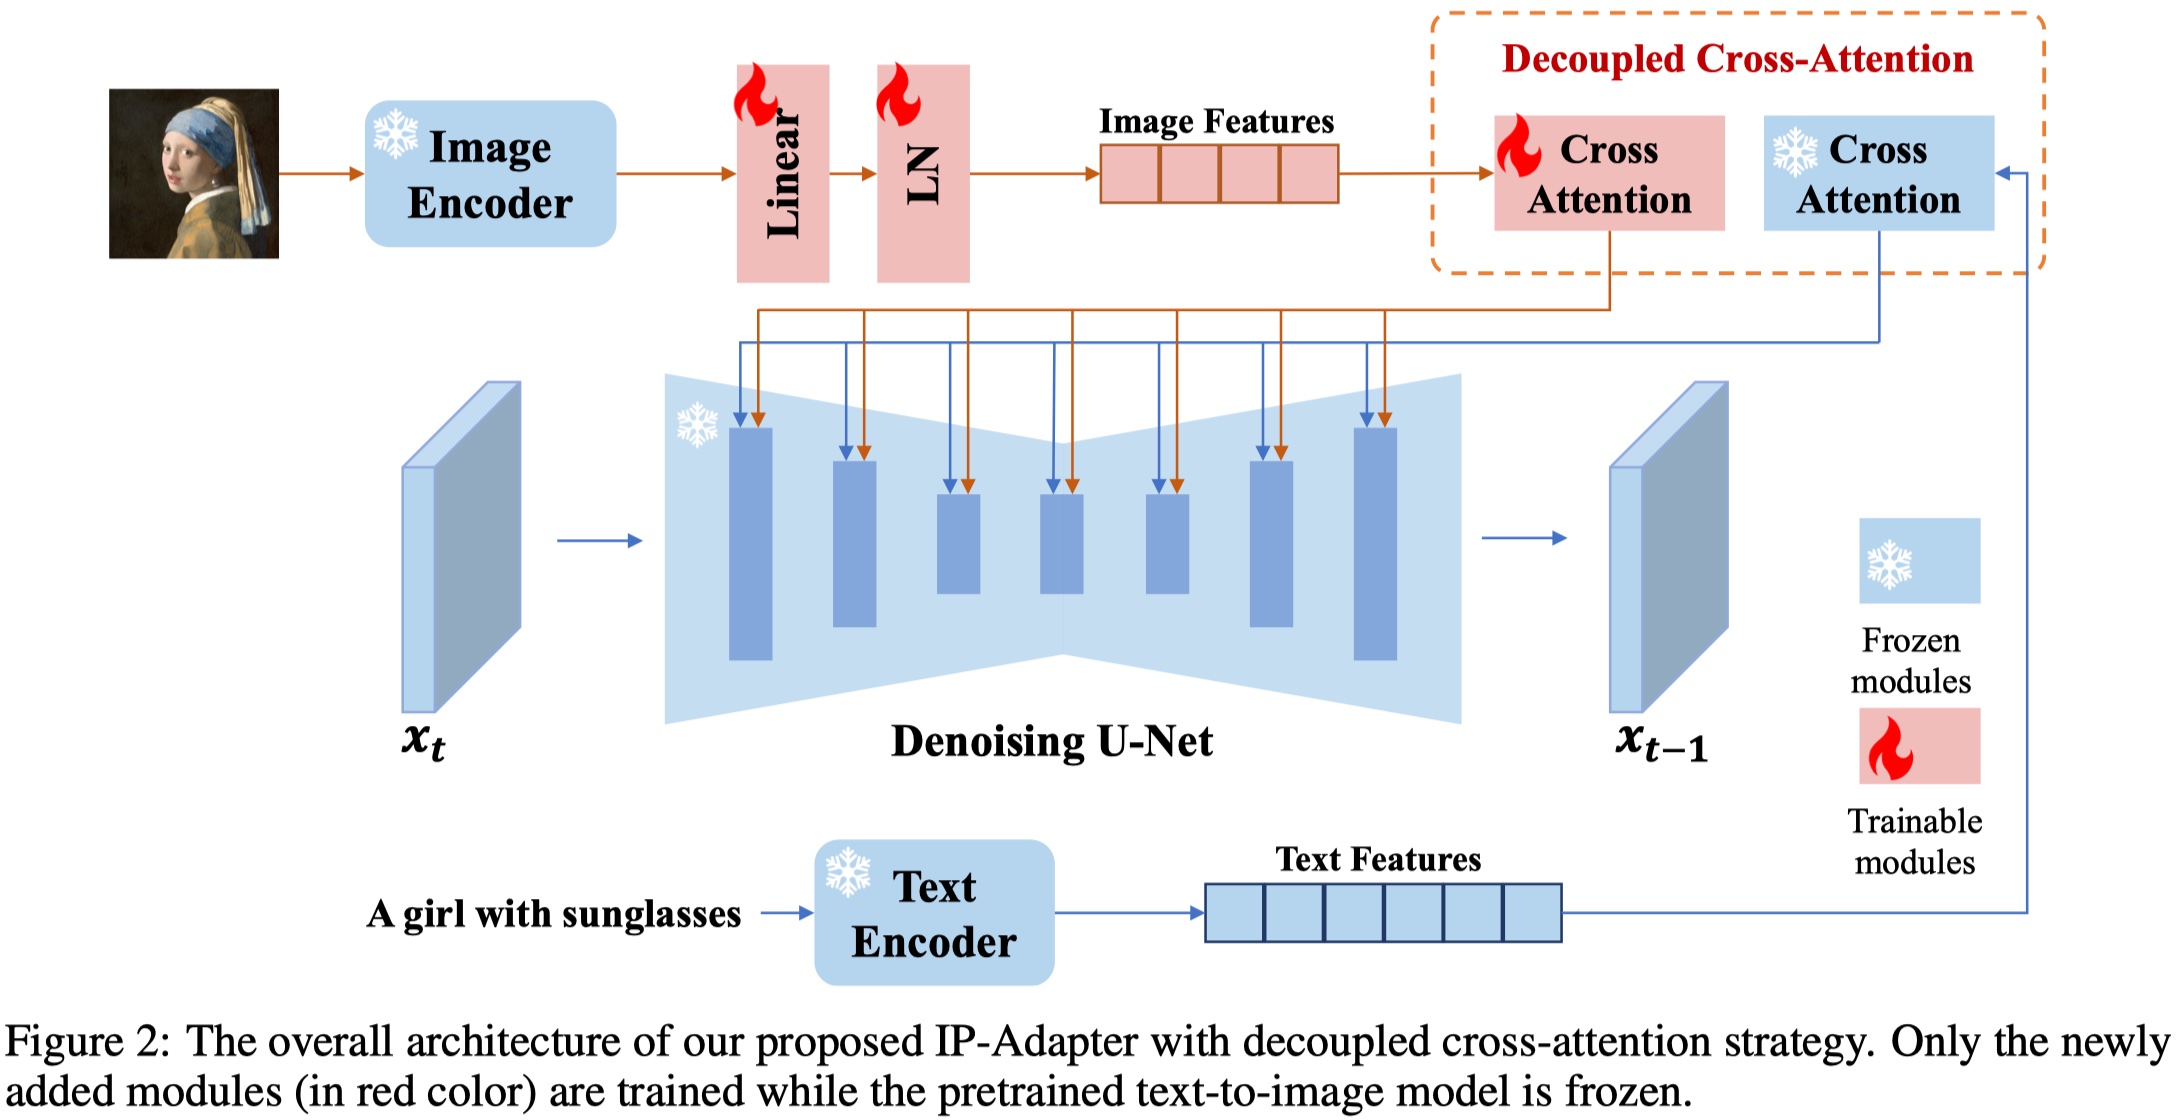 Decoupled Cross-Attention
Image
Encoder
Linear
LN
Image Features
Cross
Attention
Cross
Attention
x_t
Denoising U-Net
x_{t-1}
Frozen
modules
Trainable
modules
A girl with sunglasses
Text
Encoder
Text Features
Figure 2: The overall architecture of our proposed IP-Adapter with decoupled cross-attention strategy. Only the newly
added modules (in red color) are trained while the pretrained text-to-image model is frozen.